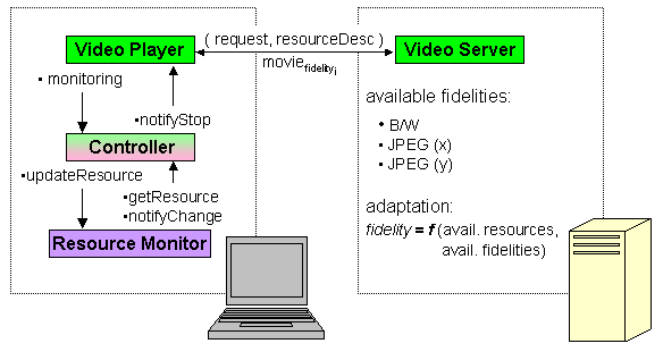 Video Player
( request, resourceDesc )
movie fidelity i
Video Server
• monitoring
•notifyStop
Controller
•updateResource
•getResource
•notifyChange
Resource Monitor
available fidelities:
• B/W
• JPEG (x)
• JPEG (y)
adaptation:
fidelity = f (avail. resources,
avail. fidelities)